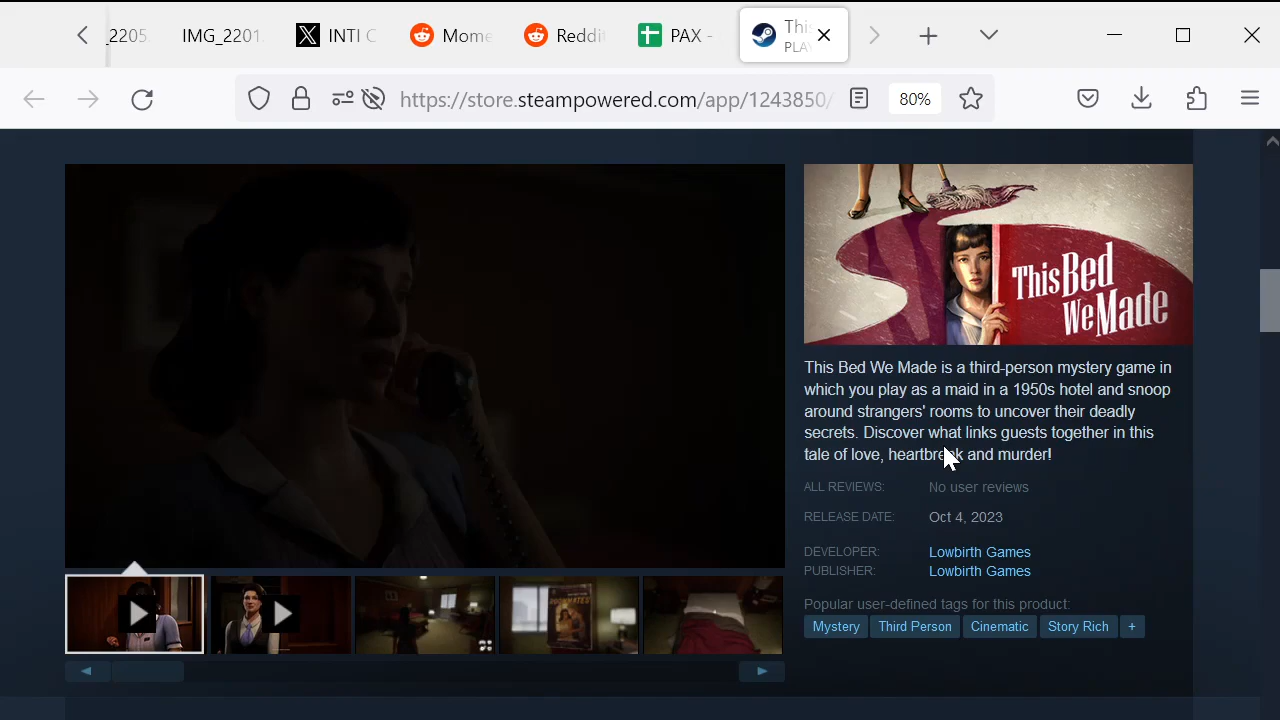 _2205
IMG_2201
INTI C
Mome
Reddi
PAX -
This
PLA
https://store.steampowered.com/app/1243850/
80%
This Bed
We Made
This Bed We Made is a third-person mystery game in
which you play as a maid in a 1950s hotel and snoop
around strangers' rooms to uncover their deadly
secrets. Discover what links guests together in this
tale of love, heartbreak and murder!
ALL REVIEWS: No user reviews
RELEASE DATE: Oct 4, 2023
DEVELOPER: Lowbirth Games
PUBLISHER: Lowbirth Games
Popular user-defined tags for this product:
Mystery Third Person Cinematic Story Rich +